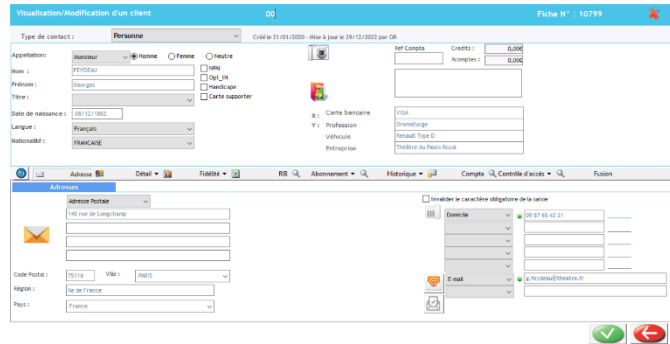 Visualisation/Modification d'un client 00 Fiche N° : 10799
Type de contact : Personne Créé le 21/01/2020 - Mise à jour le 29/12/2022 par OR
Appellation: Monsieur Homme Femme Neutre Ref Compta Credits : 0,00€
NPAI Acomptes : 0,00€
Nom : FEYDEAU Opt_IN
Prénom : Georges Handicape
Titre : Carte supporter
Date de naissance : 08/12/1862 X : Carte bancaire VISA
Y : Profession Dramaturge
Langue : Français Véhicule Renault Type D
Nationalité : FRANCAISE Entreprise Théâtre du Palais Royal
Adresse Détail Fidélité RIB Abonnement Historique Compta Contrôle d'accès Fusion
Adresses
Adresse Postale Invalider le caractère obligatoire de la saisie
148 rue de Longchamp Domicile 09 87 65 43 21
Code Postal : 75116 Ville : PARIS E-mail g.feydeau@theatre.fr
Région : Ile de France
Pays : France